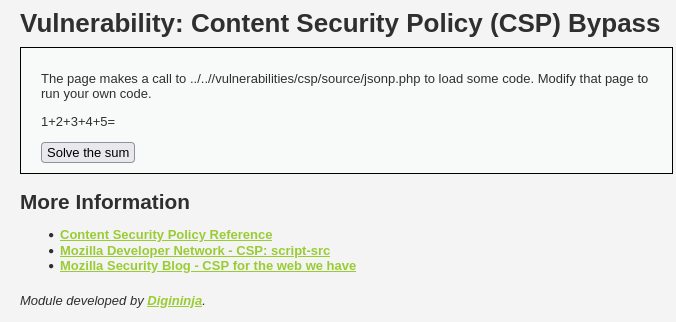 Vulnerability: Content Security Policy (CSP) Bypass
The page makes a call to ../..//vulnerabilities/csp/source/jsonp.php to load some code. Modify that page to
run your own code.
1+2+3+4+5=
Solve the sum
More Information
• Content Security Policy Reference
• Mozilla Developer Network - CSP: script-src
• Mozilla Security Blog - CSP for the web we have
Module developed by Digininja.